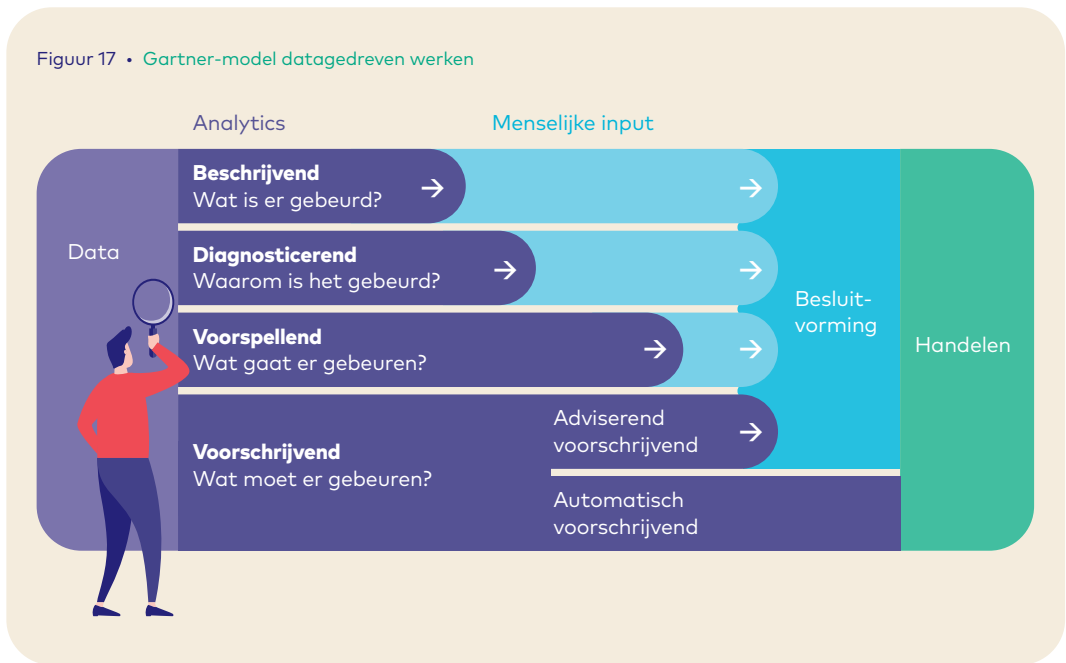 Figuur 17 • Gartner-model datagedreven werken
Analytics
Menselijke input
Data
Beschrijvend
Wat is er gebeurd?
Diagnosticerend
Waarom is het gebeurd?
Voorspellend
Wat gaat er gebeuren?
Voorschrijvend
Wat moet er gebeuren?
Adviserend
voorschrijvend
Automatisch
voorschrijvend
Besluit-
vorming
Handelen